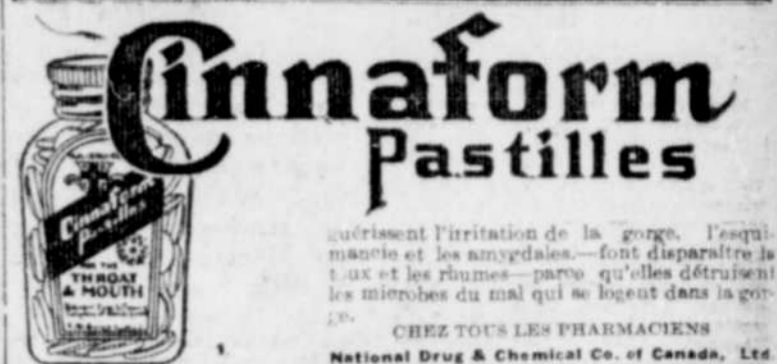 Cinnaform
Pastilles
Cinnaform
Pastilles
FOR THE
THROAT
& MOUTH
guérissent l'irritation de la gorge, l'esqui-
mancie et les amygdales.—font disparaître la
toux et les rhumes—parce qu'elles détruisent
les microbes du mal qui se logent dans la gor-
ge.
CHEZ TOUS LES PHARMACIENS
National Drug & Chemical Co. of Canada, Ltd